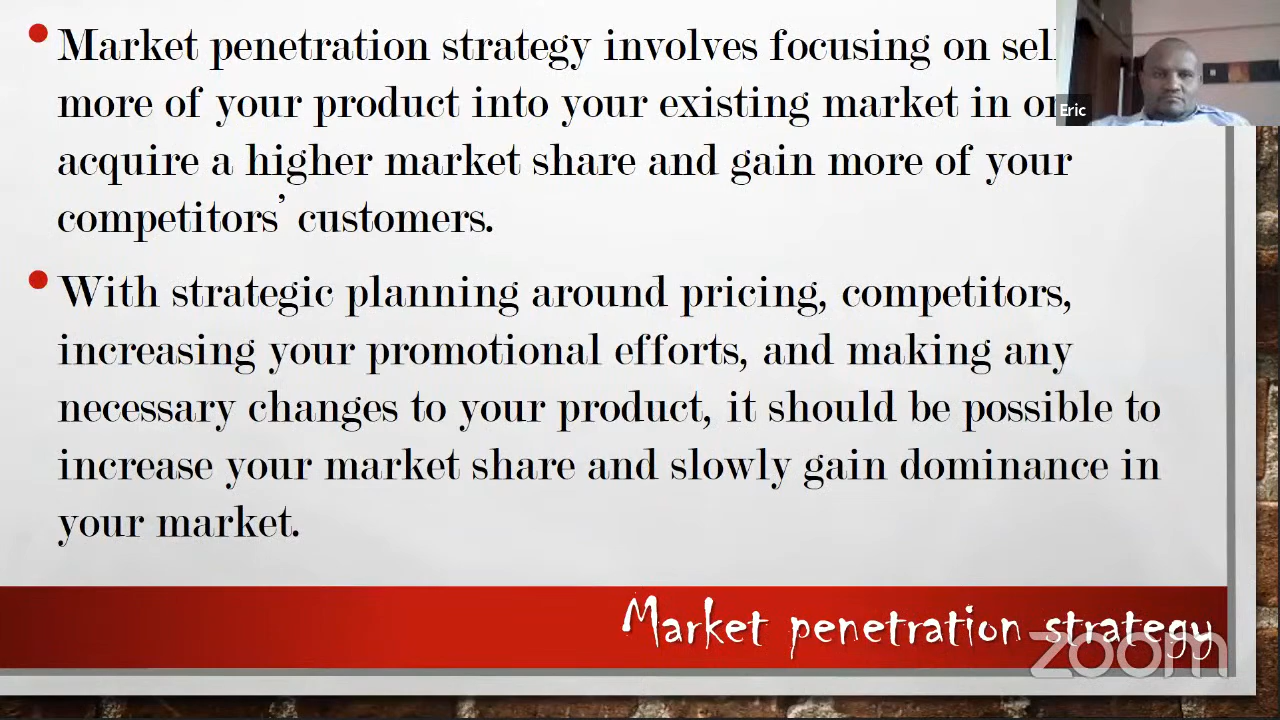 Market penetration strategy involves focusing on
more of your product into your existing market in
acquire a higher market share and gain more of your
competitors' customers.
With strategic planning around pricing, competitors,
increasing your promotional efforts, and making any
necessary changes to your product, it should be possible to
increase your market share and slowly gain dominance in
your market.
Eric
Market penetration strategy
zoom